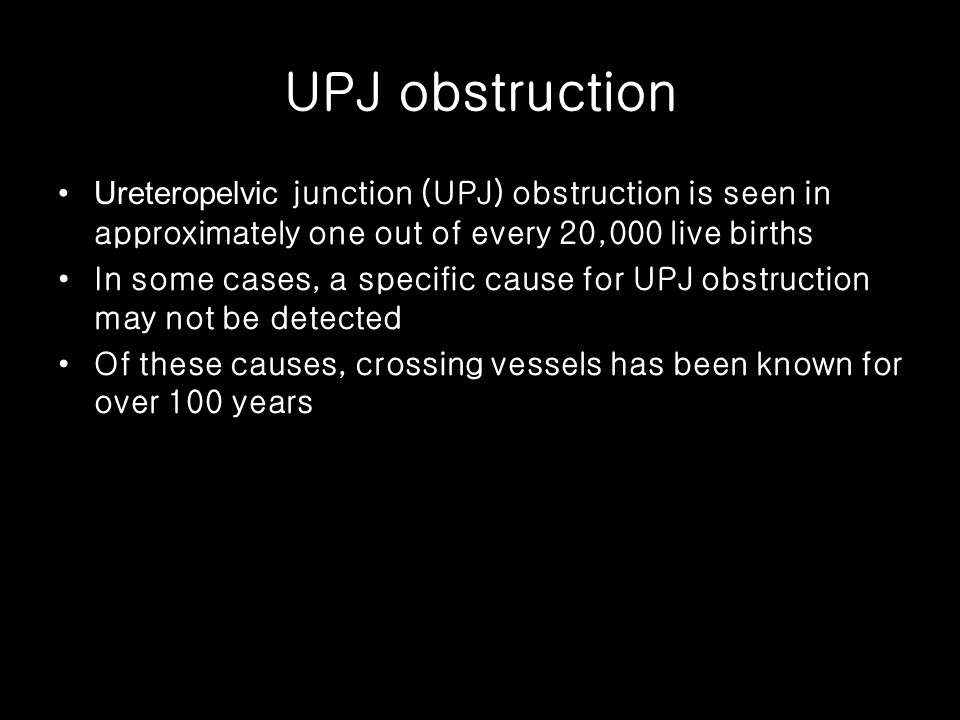 UPJ obstruction
• Ureteropelvic junction (UPJ) obstruction is seen in
approximately one out of every 20,000 live births
• In some cases, a specific cause for UPJ obstruction
may not be detected
• Of these causes, crossing vessels has been known for
over 100 years